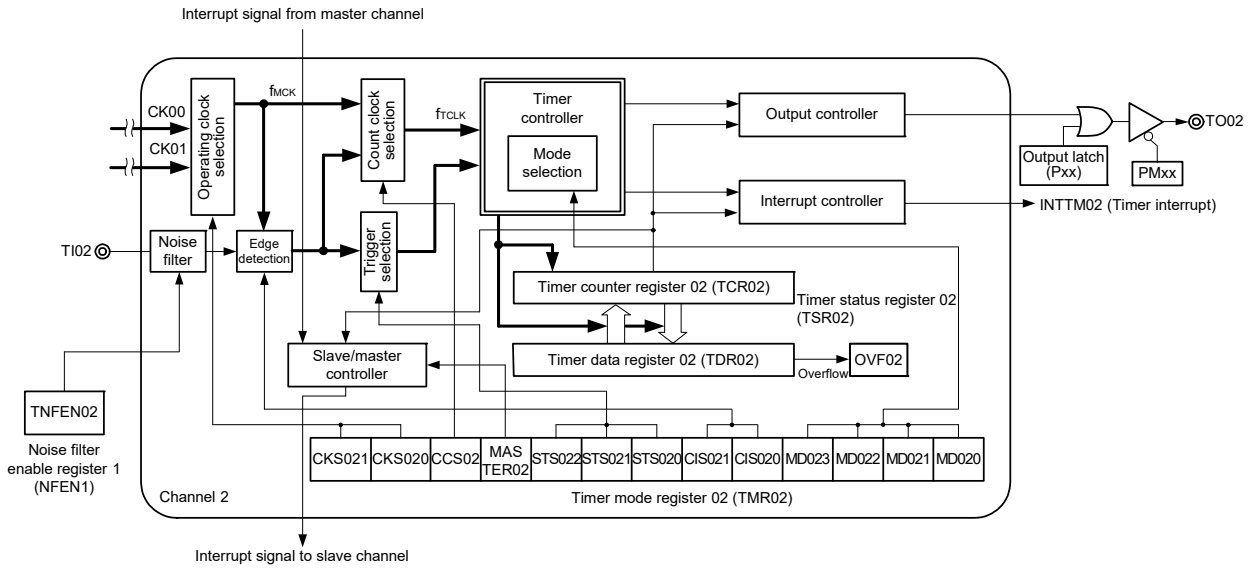 Interrupt signal from master channel
CK00
CK01
Operating clock
selection
fMCK
Count clock
selection
fTCLK
Timer
controller
Mode
selection
Output controller
Interrupt controller
TO02
Output latch
(Pxx)
PMxx
INTTM02 (Timer interrupt)
TI02
Noise
filter
Edge
detection
Trigger
selection
Timer counter register 02 (TCR02)
Timer status register 02
(TSR02)
Slave/master
controller
Timer data register 02 (TDR02)
Overflow
OVF02
TNFEN02
Noise filter
enable register 1
(NFEN1)
CKS021
CKS020
CCS02
MAS
TER02
STS022
STS021
STS020
CIS021
CIS020
MD023
MD022
MD021
MD020
Channel 2
Timer mode register 02 (TMR02)
Interrupt signal to slave channel